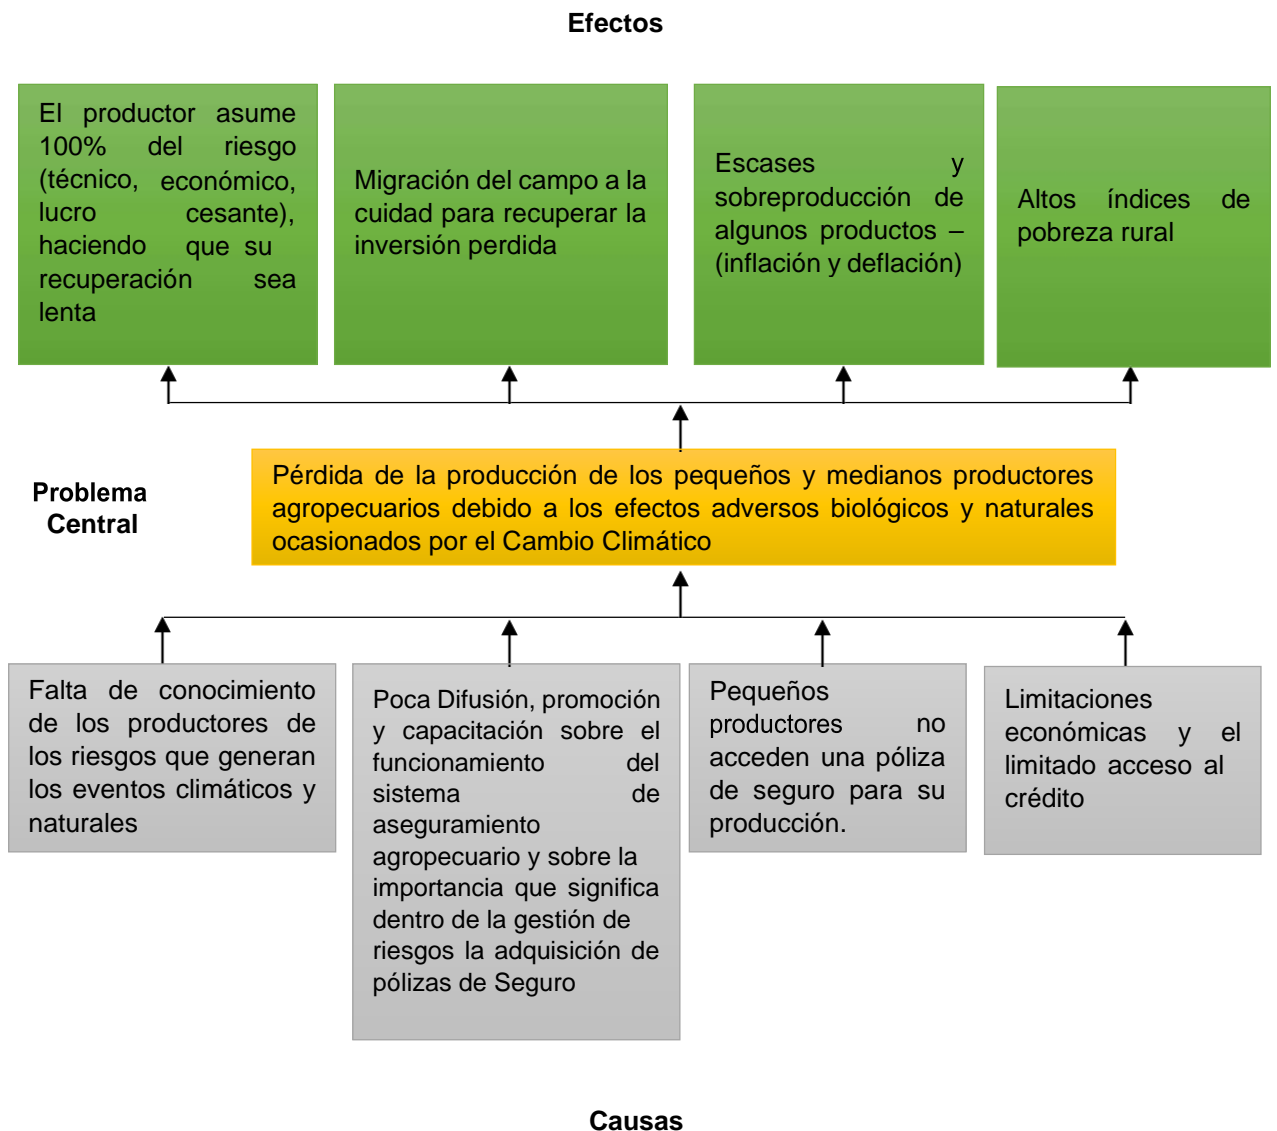 Efectos
El productor asume
100% del riesgo
(técnico, económico,
lucro cesante),
haciendo que su
recuperación sea
lenta
Migración del campo a la
cuidad para recuperar la
inversión perdida
Escases y
sobreproducción de
algunos productos –
(inflación y deflación)
Altos índices de
pobreza rural
Problema
Central
Pérdida de la producción de los pequeños y medianos productores
agropecuarios debido a los efectos adversos biológicos y naturales
ocasionados por el Cambio Climático
Falta de conocimiento
de los productores de
los riesgos que generan
los eventos climáticos y
naturales
Poca Difusión, promoción
y capacitación sobre el
funcionamiento del
sistema de
aseguramiento
agropecuario y sobre la
importancia que significa
dentro de la gestión de
riesgos la adquisición de
pólizas de Seguro
Pequeños
productores no
acceden una póliza
de seguro para su
producción.
Limitaciones
económicas y el
limitado acceso al
crédito
Causas